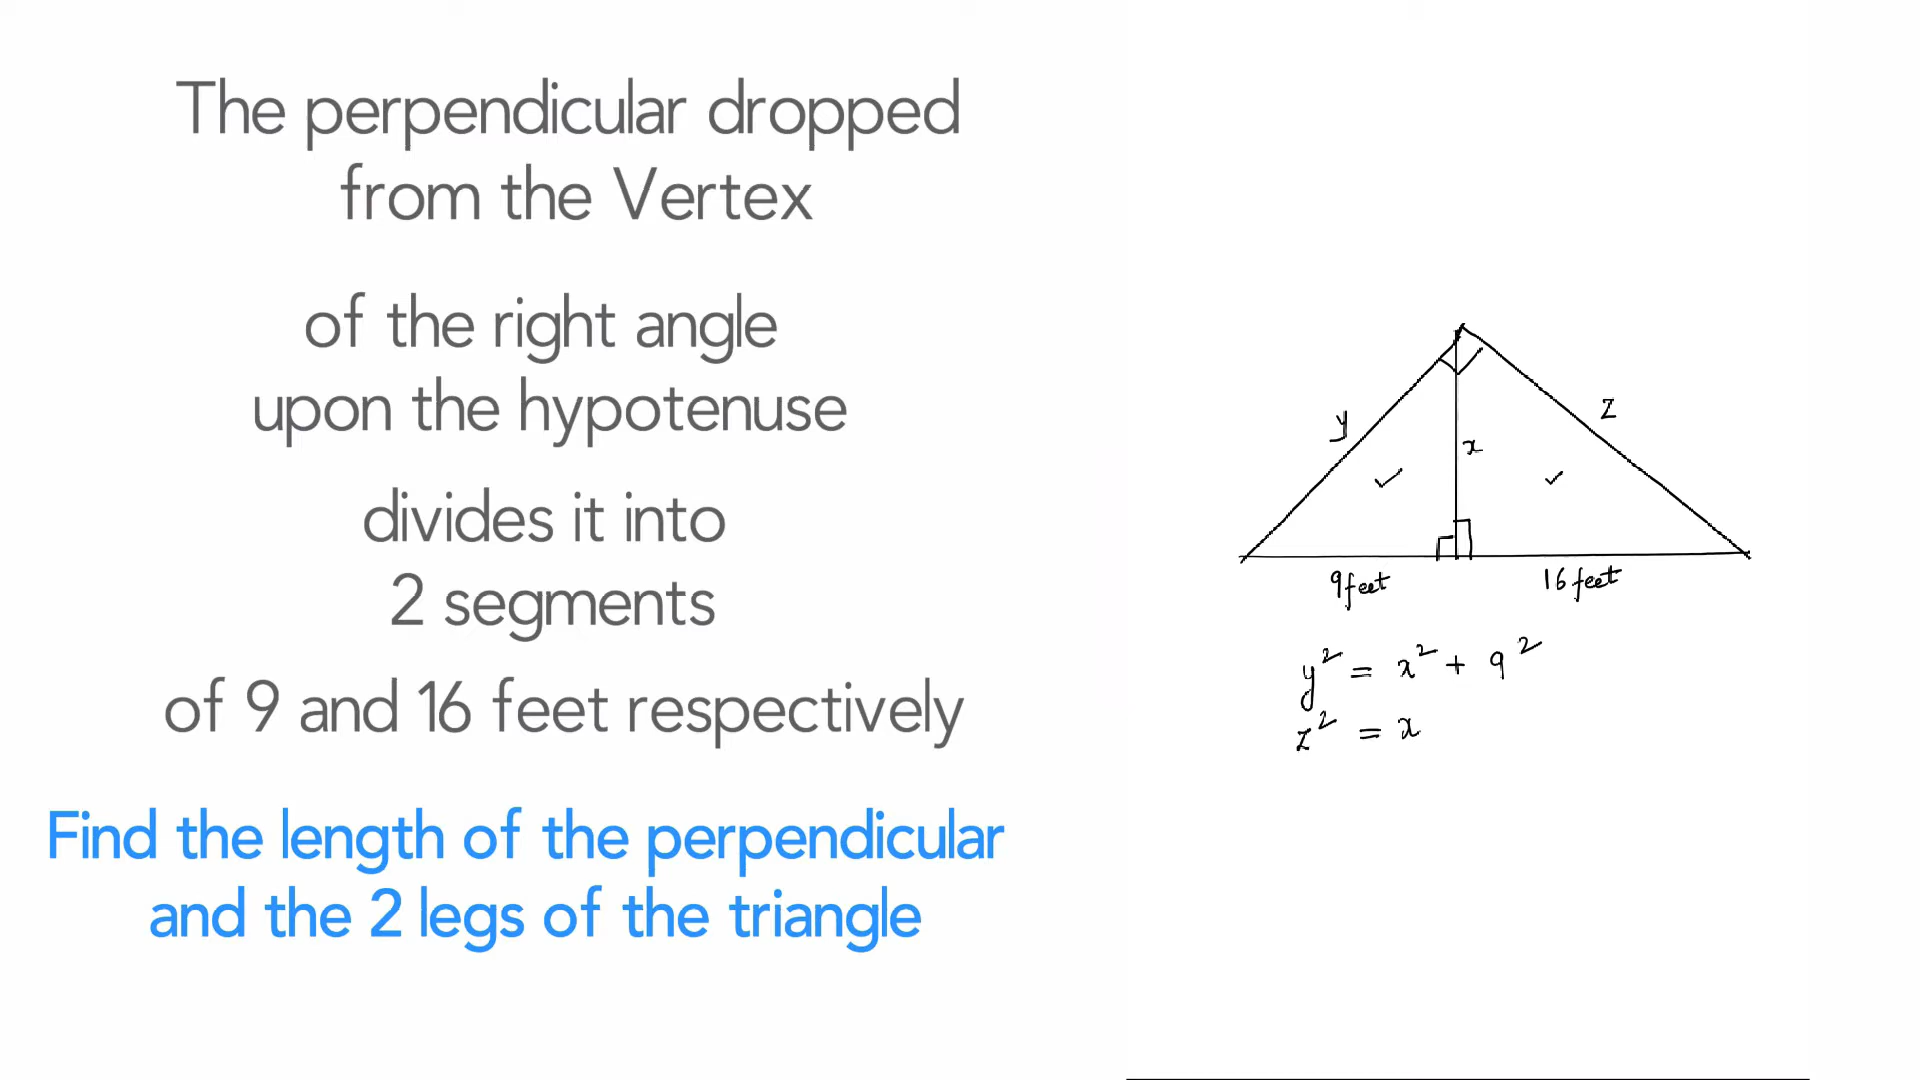 The perpendicular dropped
from the Vertex
of the right angle
upon the hypotenuse
divides it into
2 segments
of 9 and 16 feet respectively
Find the length of the perpendicular
and the 2 legs of the triangle
y
z
x
9feet
16 feet
y² = x² + 9²
z² = x